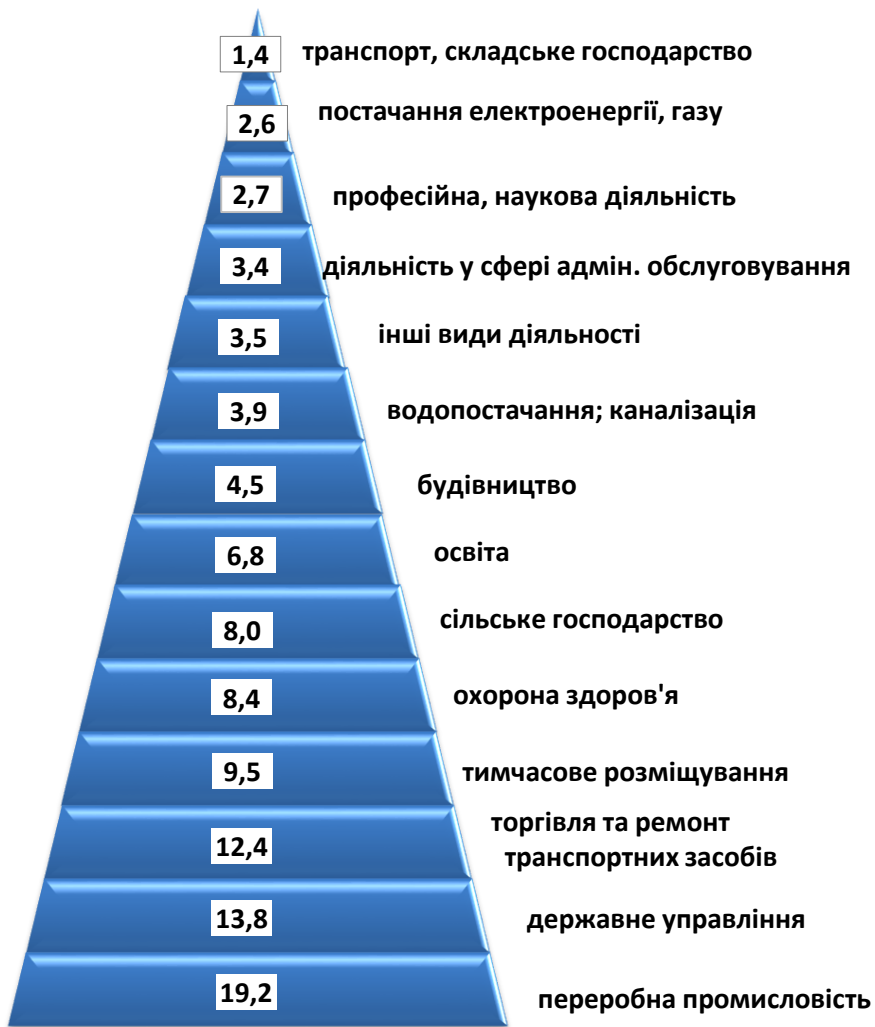 1,4 транспорт, складське господарство
2,6 постачання електроенергії, газу
2,7 професійна, наукова діяльність
3,4 діяльність у сфері адмін. обслуговування
3,5 інші види діяльності
3,9 водопостачання; каналізація
4,5 будівництво
6,8 освіта
8,0 сільське господарство
8,4 охорона здоров'я
9,5 тимчасове розміщування
12,4 торгівля та ремонт
транспортних засобів
13,8 державне управління
19,2 переробна промисловість